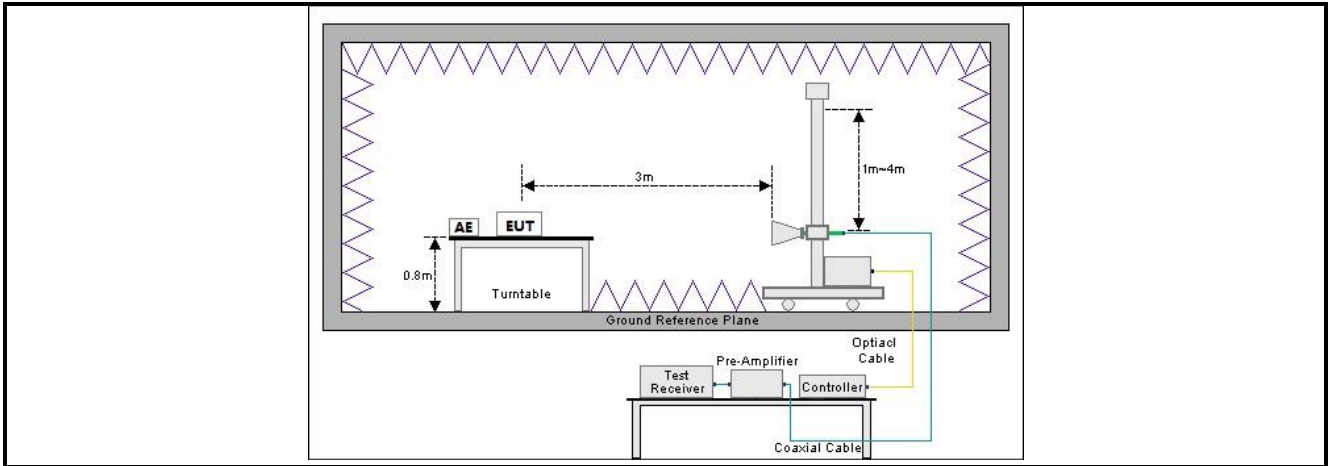 1m~4m
3m
AE
EUT
0.8m
Turntable
Ground Reference Plane
Optiacl
Cable
Pre-Amplifier
Test
Receiver
Controller
Coaxial Cable